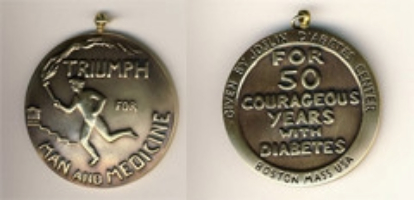 TRIUMPH
FOR
MAN AND MEDICINE
GIVEN BY JOSLIN DIABETES CENTER
FOR
50
COURAGEOUS
YEARS
WITH
DIABETES
BOSTON MASS USA